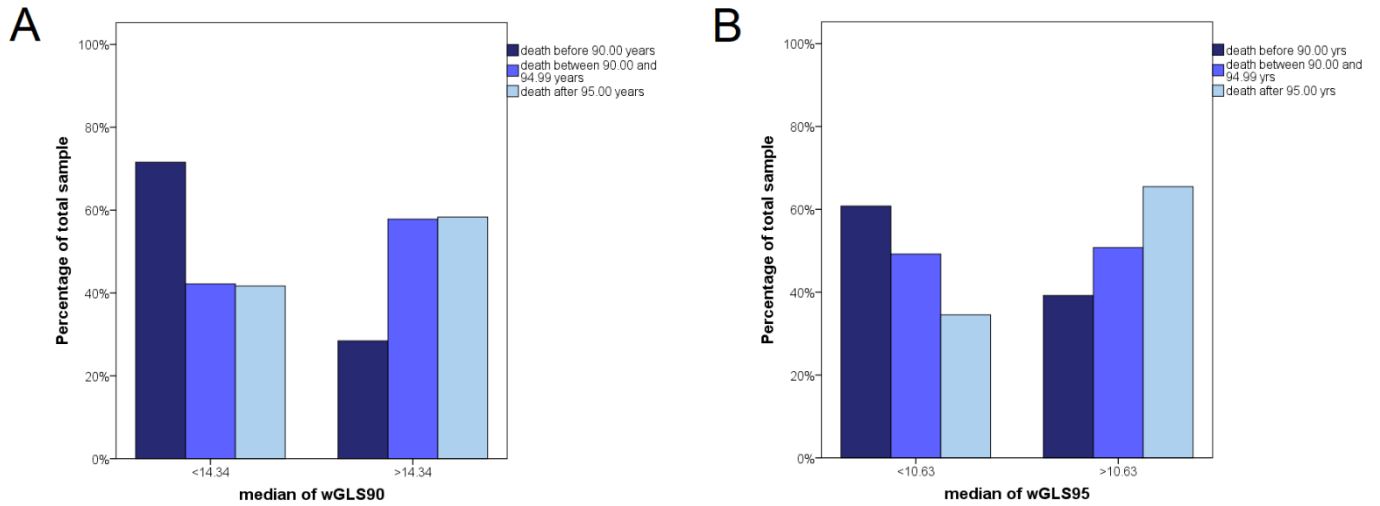 A
100%
80%
60%
40%
20%
0%
Percentage of total sample
<14.34
>14.34
median of wGLS90
death before 90.00 years
death between 90.00 and
94.99 years
death after 95.00 years
B
100%
80%
60%
40%
20%
0%
Percentage of total sample
<10.63
>10.63
median of wGLS95
death before 90.00 yrs
death between 90.00 and
94.99 yrs
death after 95.00 yrs